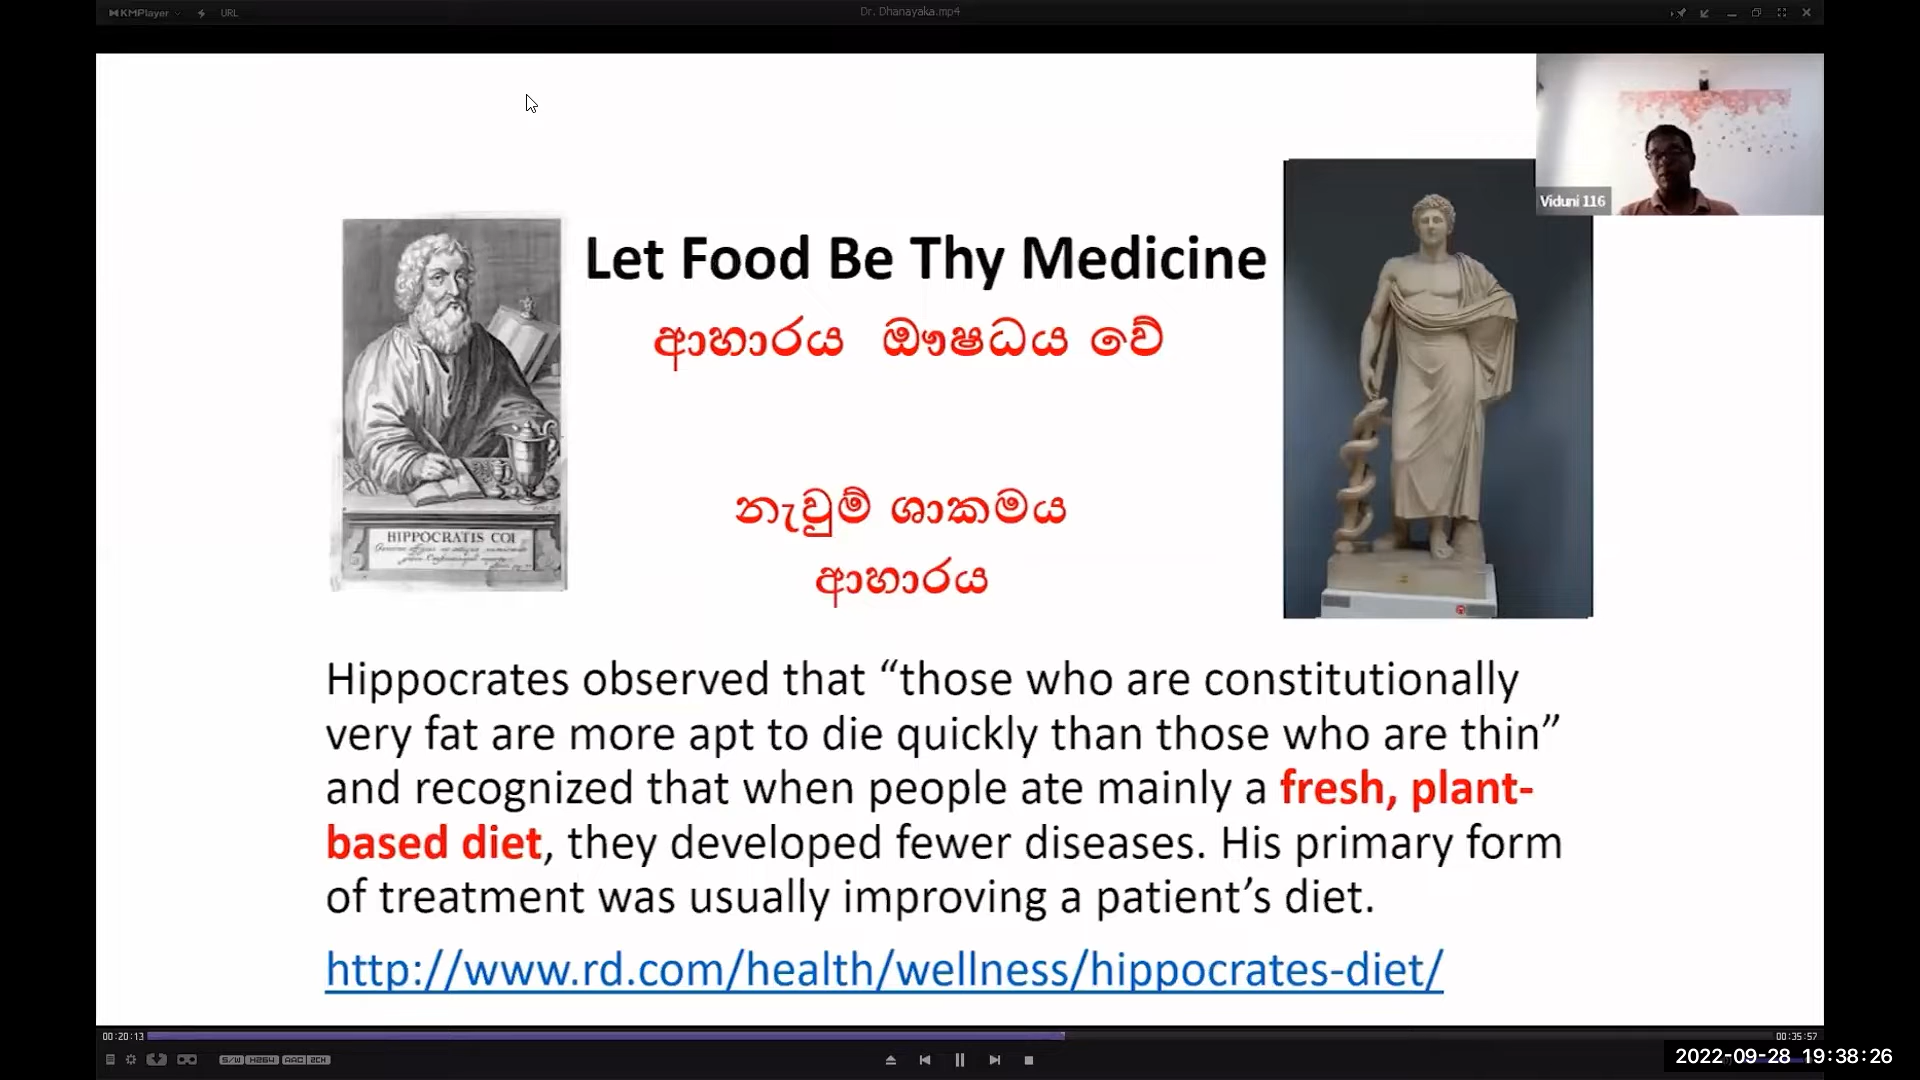 KMPlayer
URL
Dr. Dhanayaka.mp4
Viduni 116
Let Food Be Thy Medicine
ආහාරය ඖෂධය වේ
නැවුම් ශාකමය
ආහාරය
HIPPOCRATIS COI
Hippocrates observed that “those who are constitutionally
very fat are more apt to die quickly than those who are thin”
and recognized that when people ate mainly a fresh, plant-
based diet, they developed fewer diseases. His primary form
of treatment was usually improving a patient’s diet.
http://www.rd.com/health/wellness/hippocrates-diet/
00:20:13
00:35:57
S/W H264 AAC 2CH
2022-09-28 19:38:26